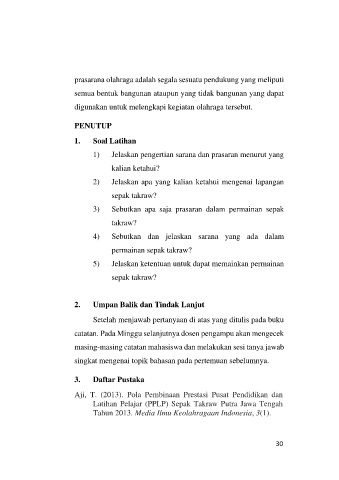 prasarana olahraga adalah segala sesuatu pendukung yang meliputi
semua bentuk bangunan ataupun yang tidak bangunan yang dapat
digunakan untuk melengkapi kegiatan olahraga tersebut.
PENUTUP
1. Soal Latihan
1) Jelaskan pengertian sarana dan prasaran menurut yang
kalian ketahui?
2) Jelaskan apa yang kalian ketahui mengenai lapangan
sepak takraw?
3) Sebutkan apa saja prasaran dalam permainan sepak
takraw?
4) Sebutkan dan jelaskan sarana yang ada dalam
permainan sepak takraw?
5) Jelaskan ketentuan untuk dapat memainkan permainan
sepak takraw?
2. Umpan Balik dan Tindak Lanjut
Setelah menjawab pertanyaan di atas yang ditulis pada buku
catatan. Pada Minggu selanjutnya dosen pengampu akan mengecek
masing-masing catatan mahasiswa dan melakukan sesi tanya jawab
singkat mengenai topik bahasan pada pertemuan sebelumnya.
3. Daftar Pustaka
Aji, T. (2013). Pola Pembinaan Prestasi Pusat Pendidikan dan
Latihan Pelajar (PPLP) Sepak Takraw Putra Jawa Tengah
Tahun 2013. Media Ilmu Keolahragaan Indonesia, 3(1).
30